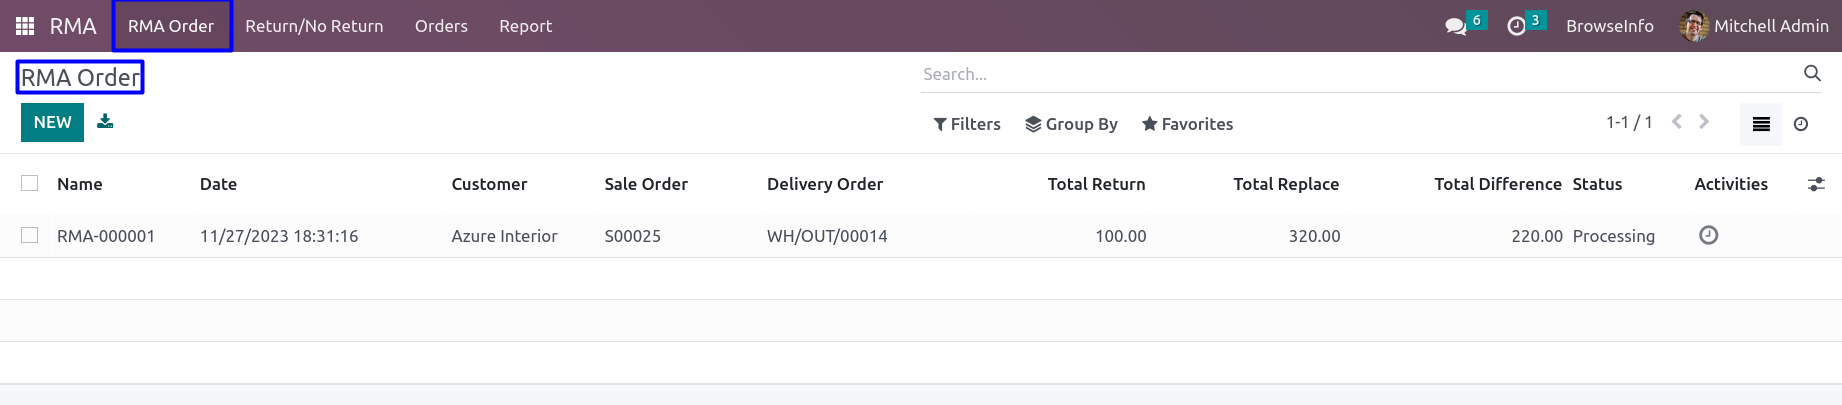 RMA RMA Order Return/No Return Orders Report 6 3 BrowseInfo Mitchell Admin
RMA Order Search...
NEW Filters Group By Favorites 1-1 / 1
Name Date Customer Sale Order Delivery Order Total Return Total Replace Total Difference Status Activities
RMA-000001 11/27/2023 18:31:16 Azure Interior S00025 WH/OUT/00014 100.00 320.00 220.00 Processing